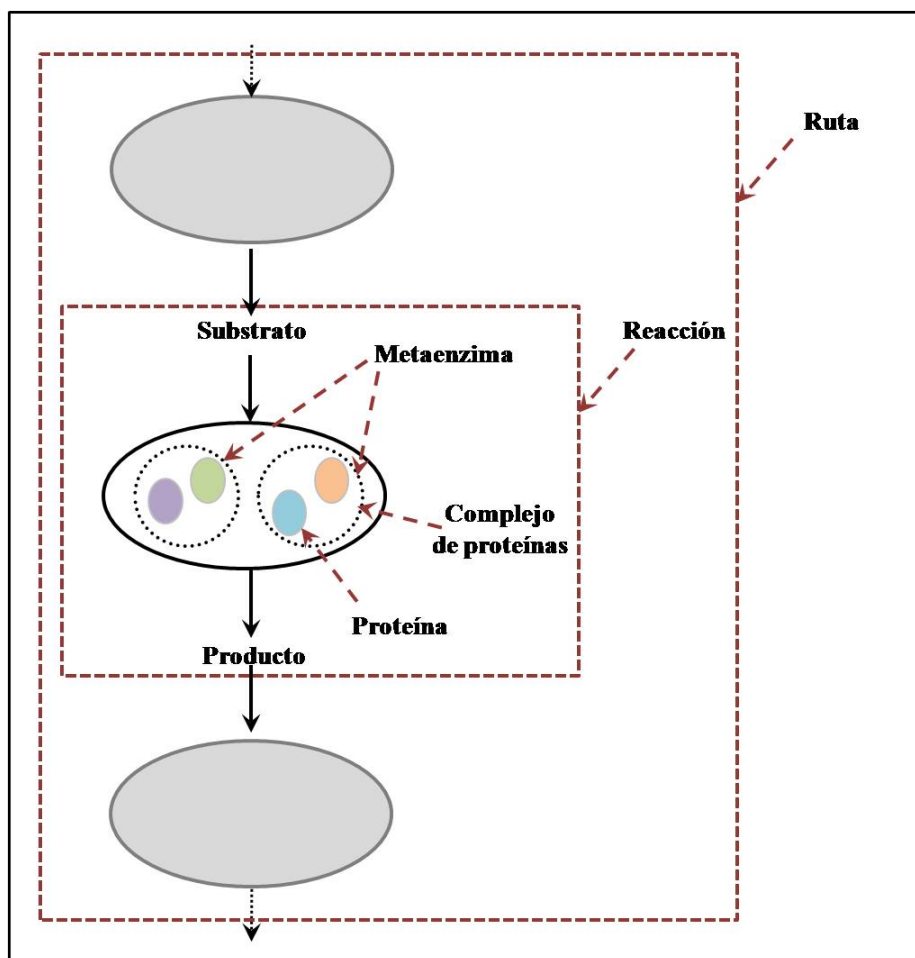 Ruta
Substrato
Reacción
Metaenzima
Complejo
de proteínas
Proteína
Producto